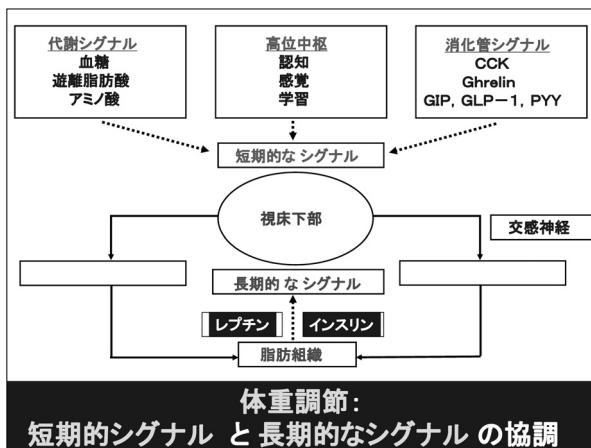 代謝シグナル
血糖
遊離脂肪酸
アミノ酸
高位中枢
認知
感覚
学習
消化管シグナル
CCK
Ghrelin
GIP, GLP－1, PYY
短期的な シグナル
視床下部
交感神経
長期的 な シグナル
レプチン
インスリン
脂肪組織
体重調節:
短期的シグナル と 長期的なシグナル の協調